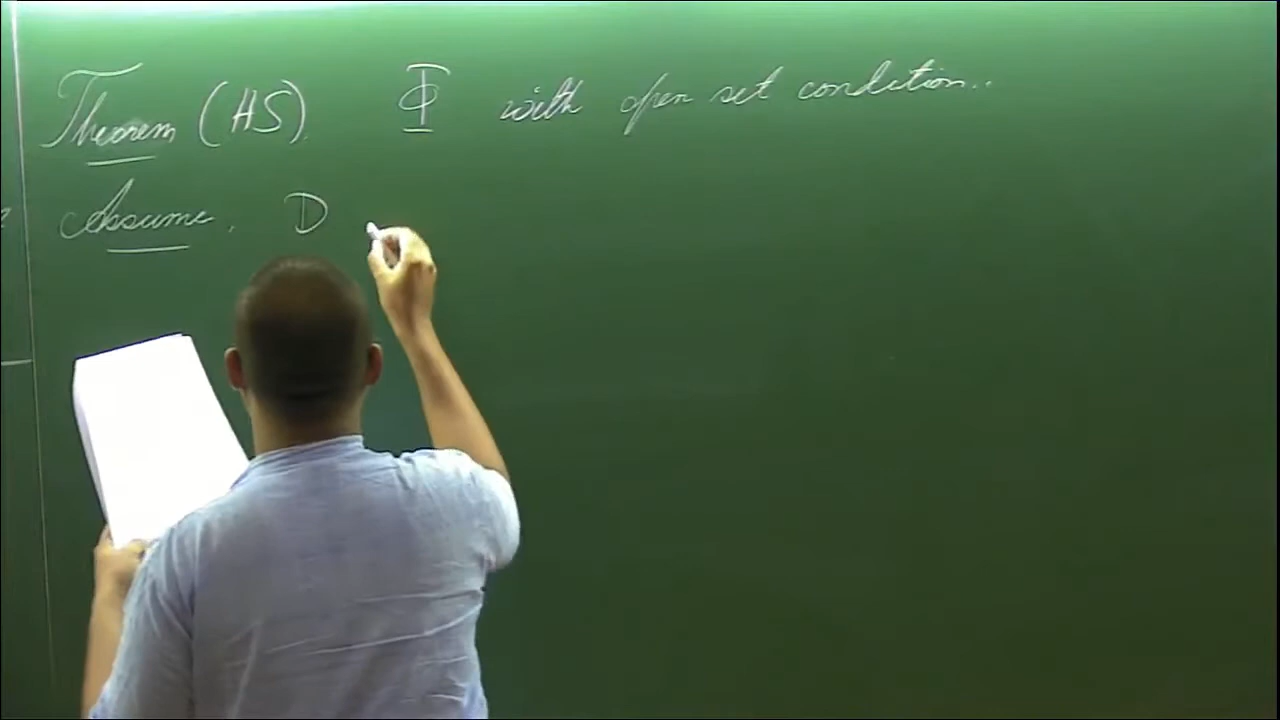 Theorem (HS). Φ with open set condition..
Assume. D